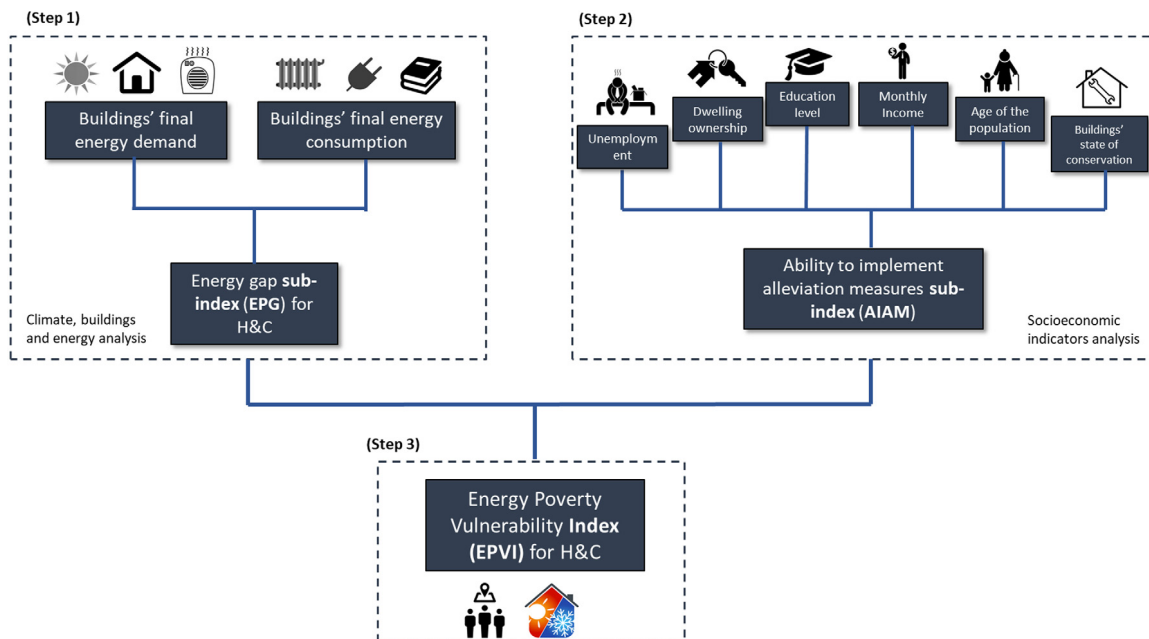 (Step 1)
Buildings' final
energy demand
Buildings' final energy
consumption
Energy gap sub-
index (EPG) for
H&C
Climate, buildings
and energy analysis
(Step 2)
Unemploym
ent
Dwelling
ownership
Education
level
Monthly
Income
Age of the
population
Buildings'
state of
conservation
Ability to implement
alleviation measures sub-
index (AIAM)
Socioeconomic
indicators analysis
(Step 3)
Energy Poverty
Vulnerability Index
(EPVI) for H&C